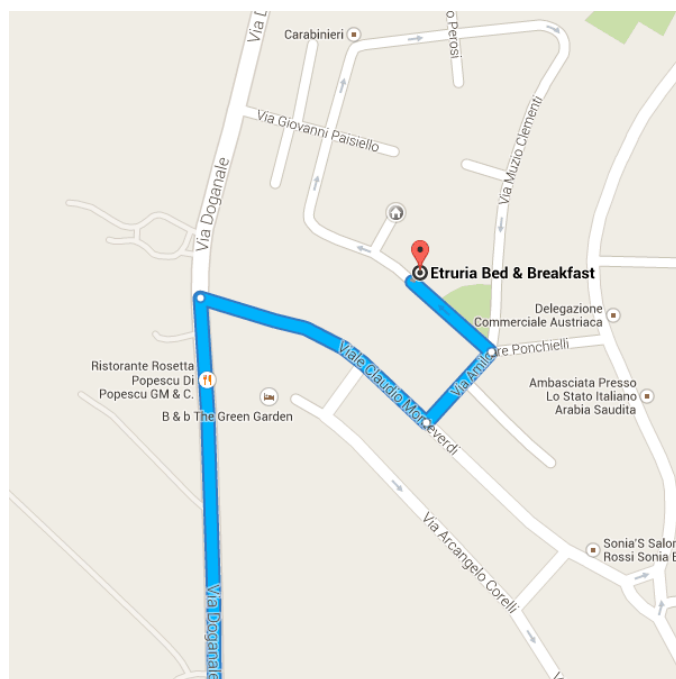 Via D
Carabinieri
o Perosi
Via Giovanni Paisiello
Via Muzio Clementi
Via Doganale
Etruria Bed & Breakfast
Delegazione
Commerciale Austriaca
Via Amilcare Ponchielli
Ristorante Rosetta
Popescu Di
Popescu GM & C.
Viale Claudio Monteverdi
Ambasciata Presso
Lo Stato Italiano
Arabia Saudita
B & b The Green Garden
Via Arcangelo Corelli
Sonia'S Salon
Rossi Sonia E
Via Doganale
Via